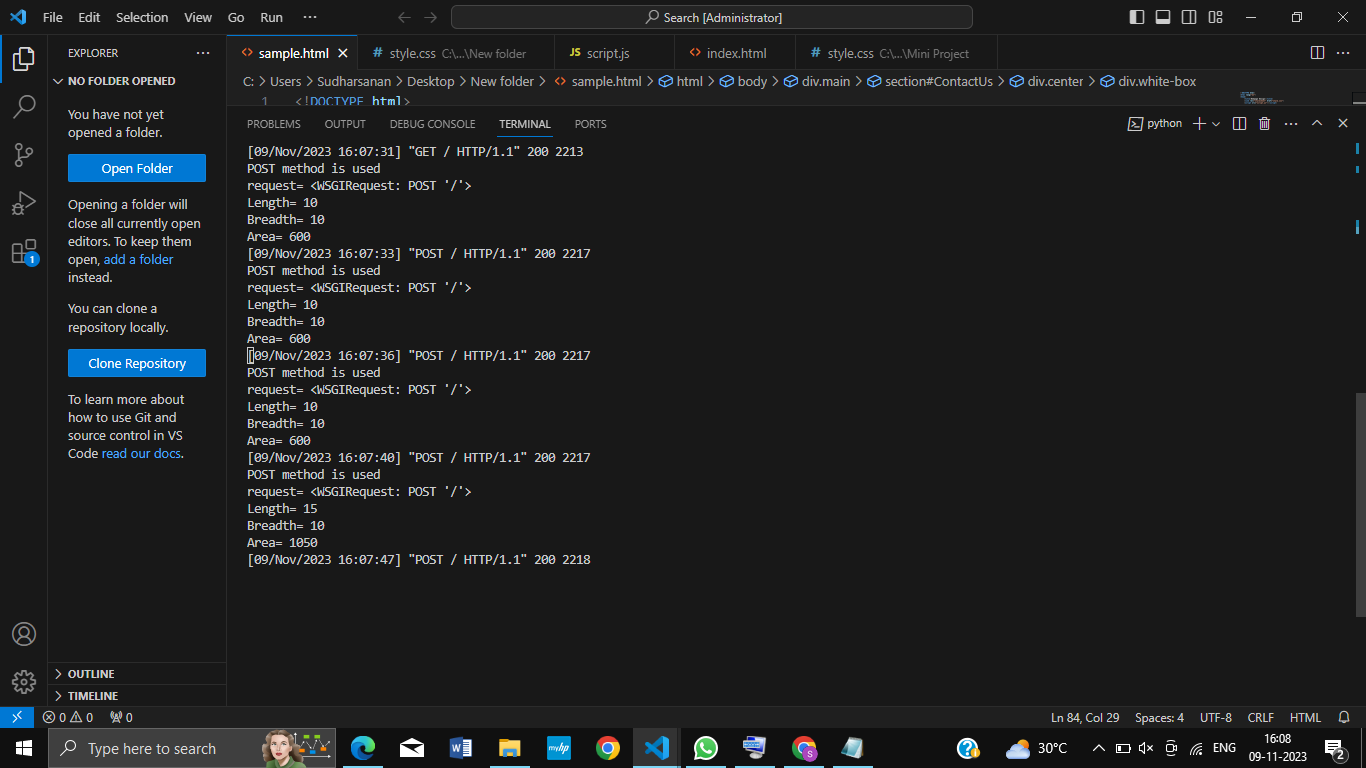 File Edit Selection View Go Run ···
Search [Administrator]
EXPLORER ···
NO FOLDER OPENED
You have not yet
opened a folder.
Open Folder
Opening a folder will
close all currently open
editors. To keep them
open, add a folder
instead.
You can clone a
repository locally.
Clone Repository
To learn more about
how to use Git and
source control in VS
Code read our docs.
OUTLINE
TIMELINE
1
sample.html
# style.css C:\...\New folder
JS script.js
index.html
# style.css C:\...\Mini Project
C: > Users > Sudharsanan > Desktop > New folder > sample.html > html > body > div.main > section#ContactUs > div.center > div.white-box
1 <!DOCTYPE html>
PROBLEMS OUTPUT DEBUG CONSOLE TERMINAL PORTS
python
[09/Nov/2023 16:07:31] "GET / HTTP/1.1" 200 2213
POST method is used
request= <WSGIRequest: POST '/'>
Length= 10
Breadth= 10
Area= 600
[09/Nov/2023 16:07:33] "POST / HTTP/1.1" 200 2217
POST method is used
request= <WSGIRequest: POST '/'>
Length= 10
Breadth= 10
Area= 600
[09/Nov/2023 16:07:36] "POST / HTTP/1.1" 200 2217
POST method is used
request= <WSGIRequest: POST '/'>
Length= 10
Breadth= 10
Area= 600
[09/Nov/2023 16:07:40] "POST / HTTP/1.1" 200 2217
POST method is used
request= <WSGIRequest: POST '/'>
Length= 15
Breadth= 10
Area= 1050
[09/Nov/2023 16:07:47] "POST / HTTP/1.1" 200 2218
0 0 0
Ln 84, Col 29 Spaces: 4 UTF-8 CRLF HTML
Type here to search
W
myhp
S
30°C
ENG
16:08
09-11-2023
2